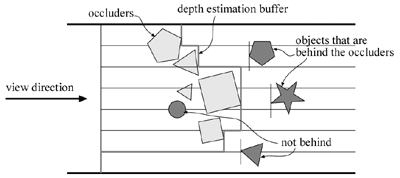 occluders
depth estimation buffer
objects that are
behind the occluders
view direction
not behind